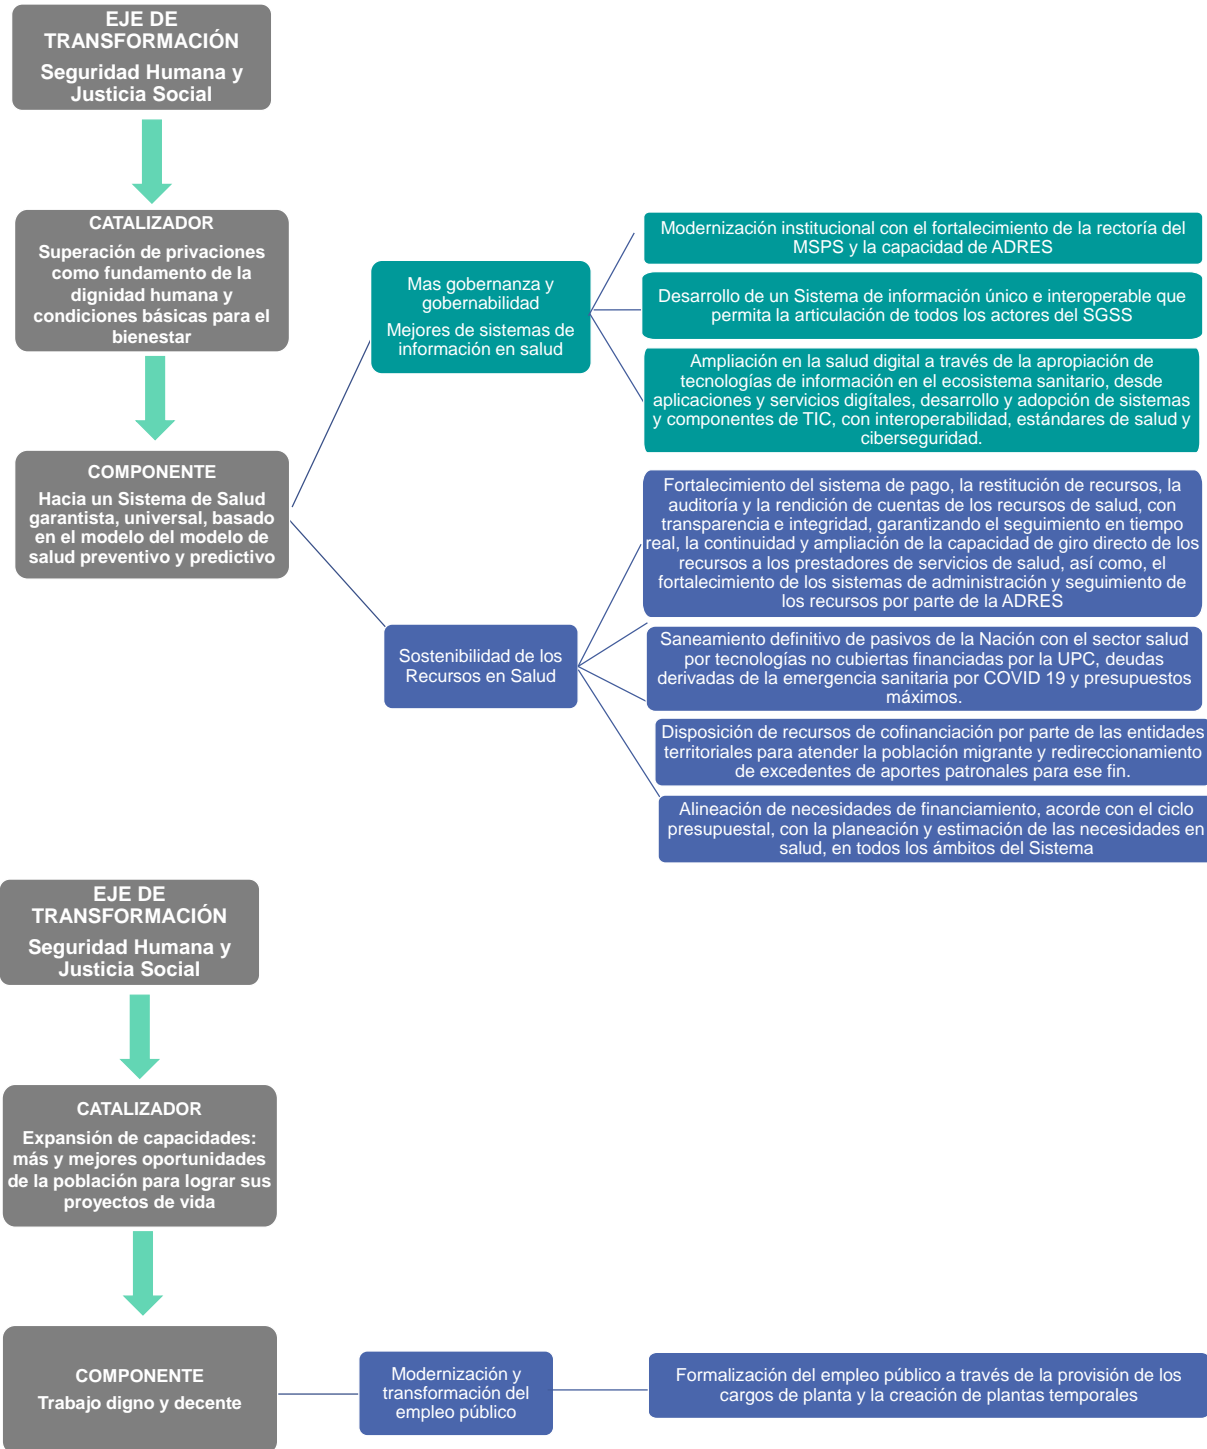 EJE DE
TRANSFORMACIÓN
Seguridad Humana y
Justicia Social
CATALIZADOR
Superación de privaciones
como fundamento de la
dignidad humana y
condiciones básicas para el
bienestar
COMPONENTE
Hacia un Sistema de Salud
garantista, universal, basado
en el modelo del modelo de
salud preventivo y predictivo
Mas gobernanza y
gobernabilidad
Mejores de sistemas de
información en salud
Modernización institucional con el fortalecimiento de la rectoría del
MSPS y la capacidad de ADRES
Desarrollo de un Sistema de información único e interoperable que
permita la articulación de todos los actores del SGSS
Ampliación en la salud digital a través de la apropiación de
tecnologías de información en el ecosistema sanitario, desde
aplicaciones y servicios digítales, desarrollo y adopción de sistemas
y componentes de TIC, con interoperabilidad, estándares de salud y
ciberseguridad.
Sostenibilidad de los
Recursos en Salud
Fortalecimiento del sistema de pago, la restitución de recursos, la
auditoría y la rendición de cuentas de los recursos de salud, con
transparencia e integridad, garantizando el seguimiento en tiempo
real, la continuidad y ampliación de la capacidad de giro directo de los
recursos a los prestadores de servicios de salud, así como, el
fortalecimiento de los sistemas de administración y seguimiento de
los recursos por parte de la ADRES
Saneamiento definitivo de pasivos de la Nación con el sector salud
por tecnologías no cubiertas financiadas por la UPC, deudas
derivadas de la emergencia sanitaria por COVID 19 y presupuestos
máximos.
Disposición de recursos de cofinanciación por parte de las entidades
territoriales para atender la población migrante y redireccionamiento
de excedentes de aportes patronales para ese fin.
Alineación de necesidades de financiamiento, acorde con el ciclo
presupuestal, con la planeación y estimación de las necesidades en
salud, en todos los ámbitos del Sistema
EJE DE
TRANSFORMACIÓN
Seguridad Humana y
Justicia Social
CATALIZADOR
Expansión de capacidades:
más y mejores oportunidades
de la población para lograr sus
proyectos de vida
COMPONENTE
Trabajo digno y decente
Modernización y
transformación del
empleo público
Formalización del empleo público a través de la provisión de los
cargos de planta y la creación de plantas temporales